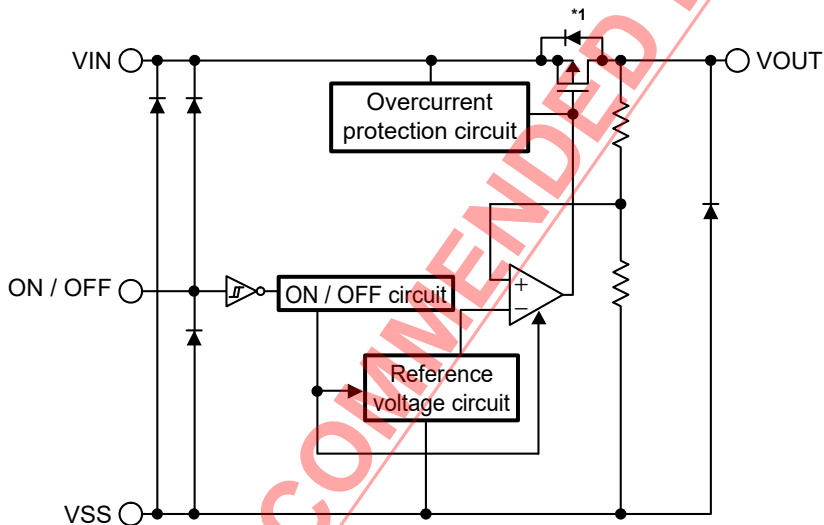 *1
VIN
VOUT
Overcurrent
protection circuit
ON / OFF
ON / OFF circuit
+
−
Reference
voltage circuit
VSS
COMMENDED